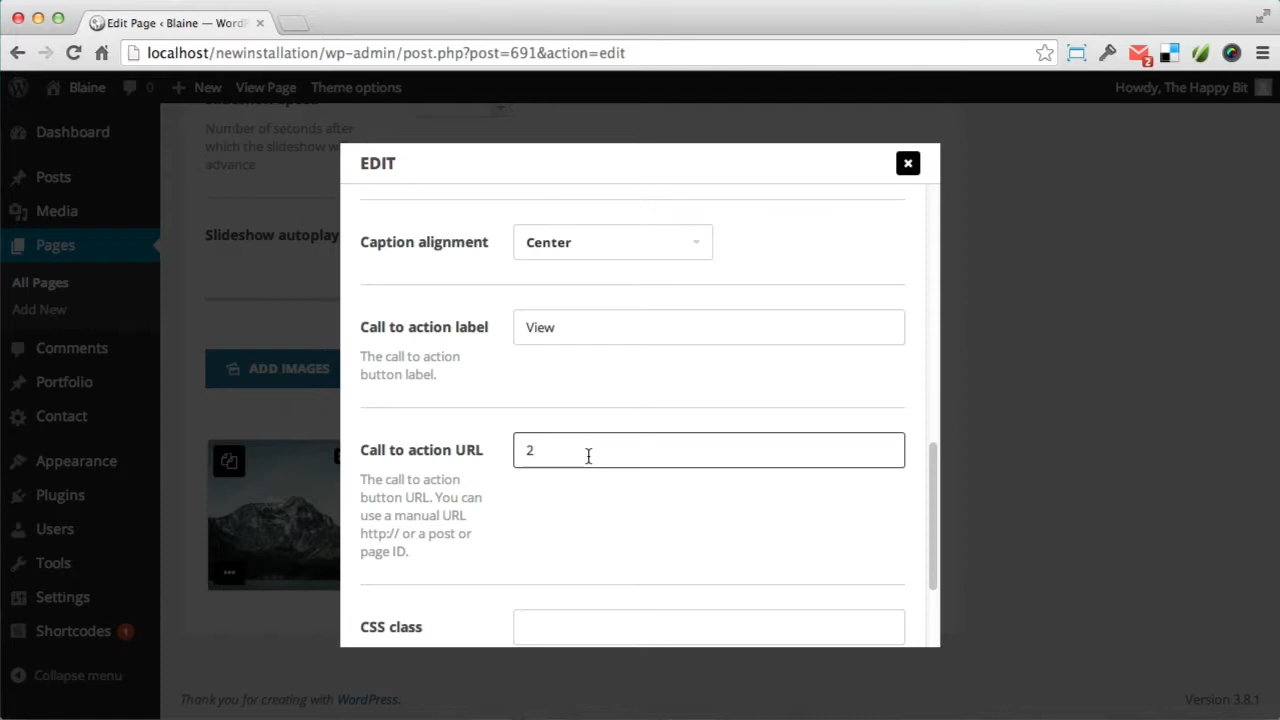 Edit Page ‹ Blaine — Word
localhost/newinstallation/wp-admin/post.php?post=691&action=edit
2
Blaine
0
New
View Page
Theme options
Howdy, The Happy Bit
Dashboard
Posts
Media
Pages
All Pages
Add New
Comments
Portfolio
Contact
Appearance
Plugins
Users
Tools
Settings
Shortcodes 1
Collapse menu
Slideshow speed
Number of seconds after
which the slideshow w
advance
Slideshow autoplay
ADD IMAGES
EDIT
Caption alignment
Center
Call to action label
View
The call to action
button label.
Call to action URL
2
The call to action
button URL. You can
use a manual URL
http:// or a post or
page ID.
CSS class
Thank you for creating with WordPress.
Version 3.8.1